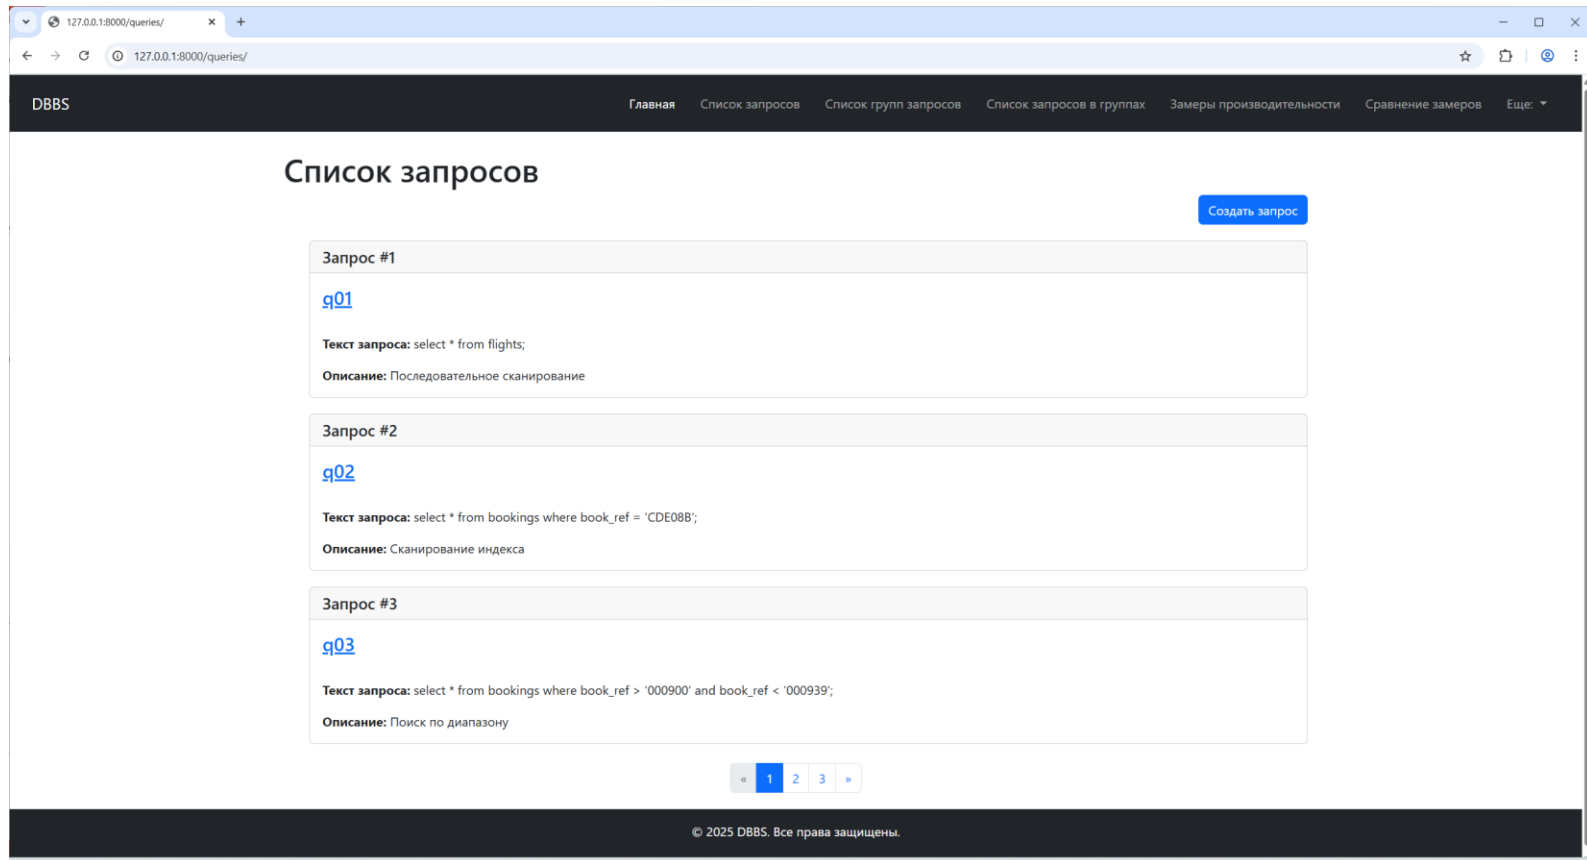 127.0.0.1:8000/queries/
127.0.0.1:8000/queries/
DBBS Главная Список запросов Список групп запросов Список запросов в группах Замеры производительности Сравнение замеров Еще:
Список запросов
Создать запрос
Запрос #1
q01
Текст запроса: select * from flights;
Описание: Последовательное сканирование
Запрос #2
q02
Текст запроса: select * from bookings where book_ref = 'CDE08B';
Описание: Сканирование индекса
Запрос #3
q03
Текст запроса: select * from bookings where book_ref > '000900' and book_ref < '000939';
Описание: Поиск по диапазону
« 1 2 3 »
© 2025 DBBS. Все права защищены.